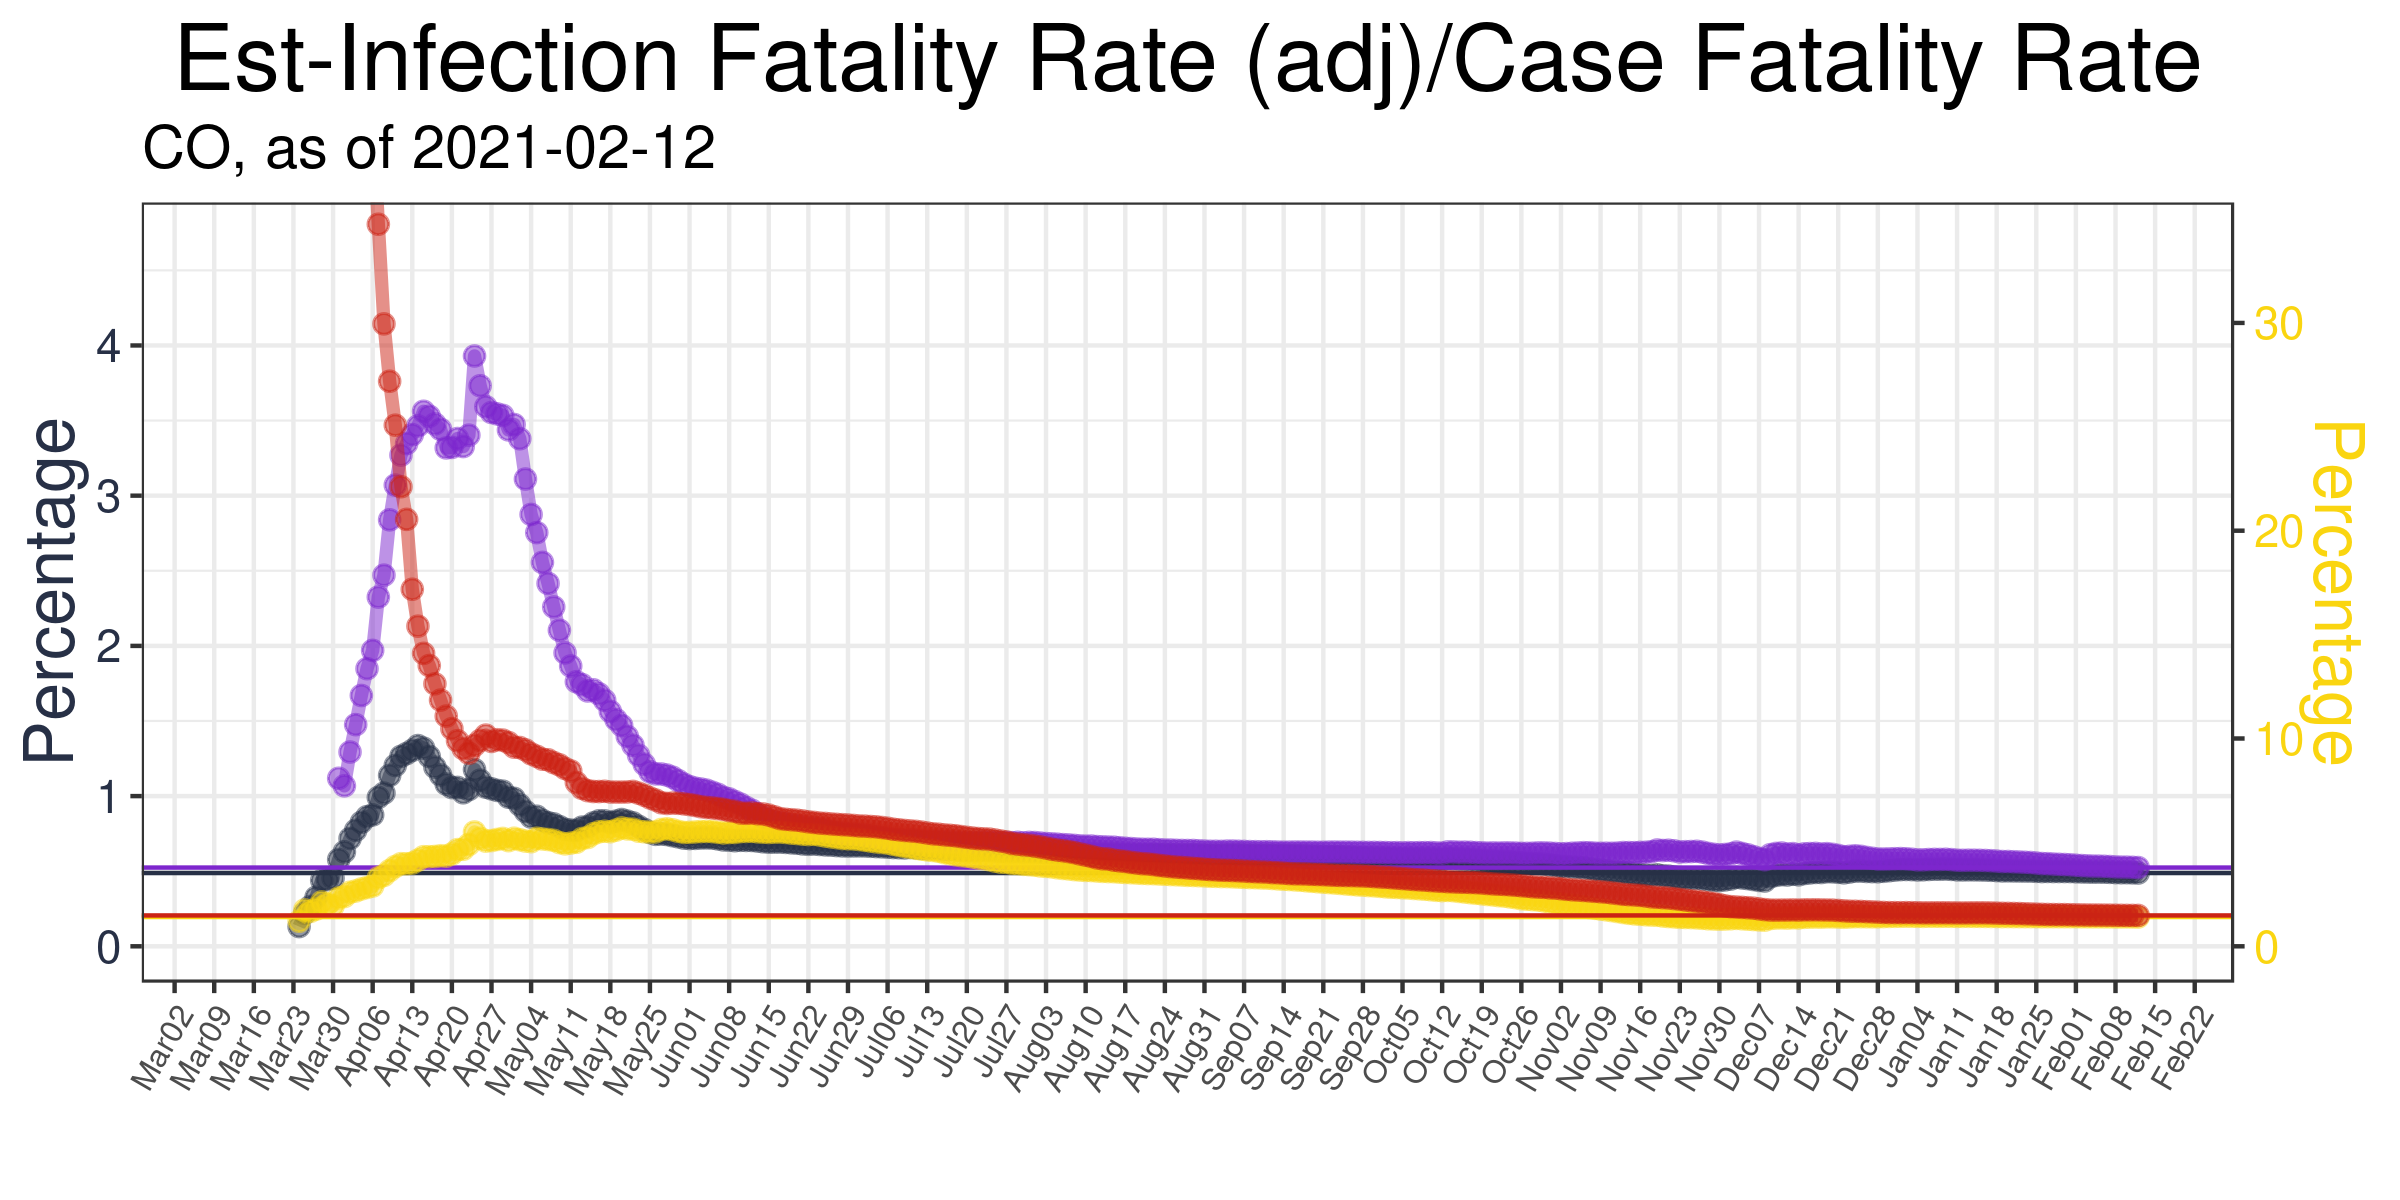 Est-Infection Fatality Rate (adj)/Case Fatality Rate
CO, as of 2021-02-12
Percentage
4
3
2
1
0
30
20
10
0
Percentage
Mar02
Mar09
Mar16
Mar23
Mar30
Apr06
Apr13
Apr20
Apr27
May04
May11
May18
May25
Jun01
Jun08
Jun15
Jun22
Jun29
Jul06
Jul13
Jul20
Jul27
Aug03
Aug10
Aug17
Aug24
Aug31
Sep07
Sep14
Sep21
Sep28
Oct05
Oct12
Oct19
Oct26
Nov02
Nov09
Nov16
Nov23
Nov30
Dec07
Dec14
Dec21
Dec28
Jan04
Jan11
Jan18
Jan25
Feb01
Feb08
Feb15
Feb22